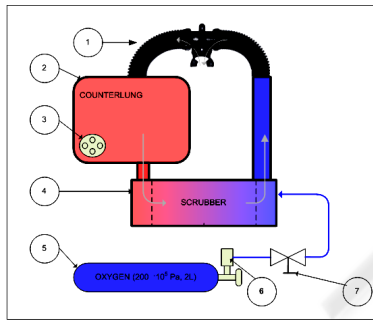 1
2
COUNTERLUNG
3
4
SCRUBBER
5
OXYGEN (200 ·10⁵ Pa, 2L)
6
7